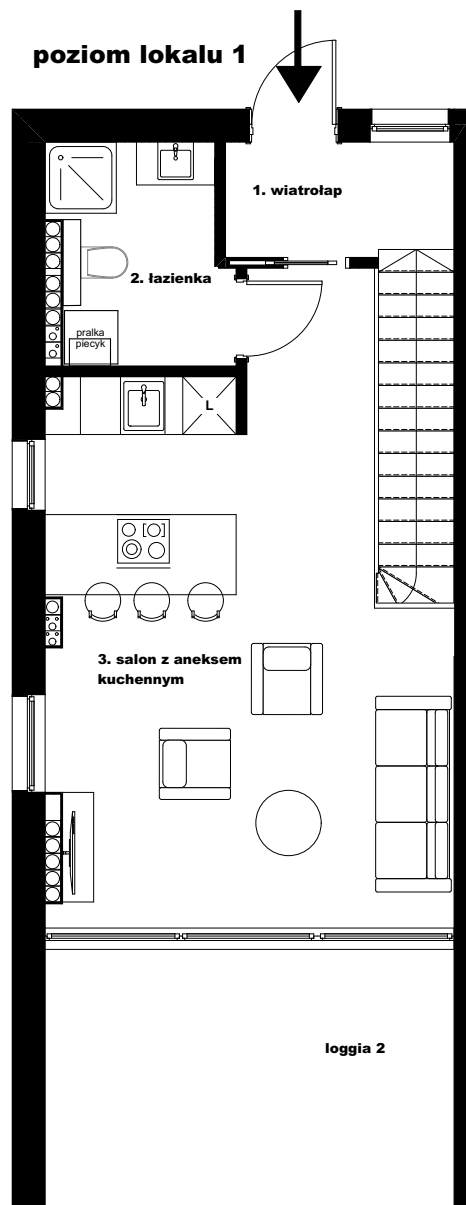 poziom lokalu 1
1. wiatrołap
2. łazienka
pralka
piecyk
L
3. salon z aneksem
kuchennym
loggia 2